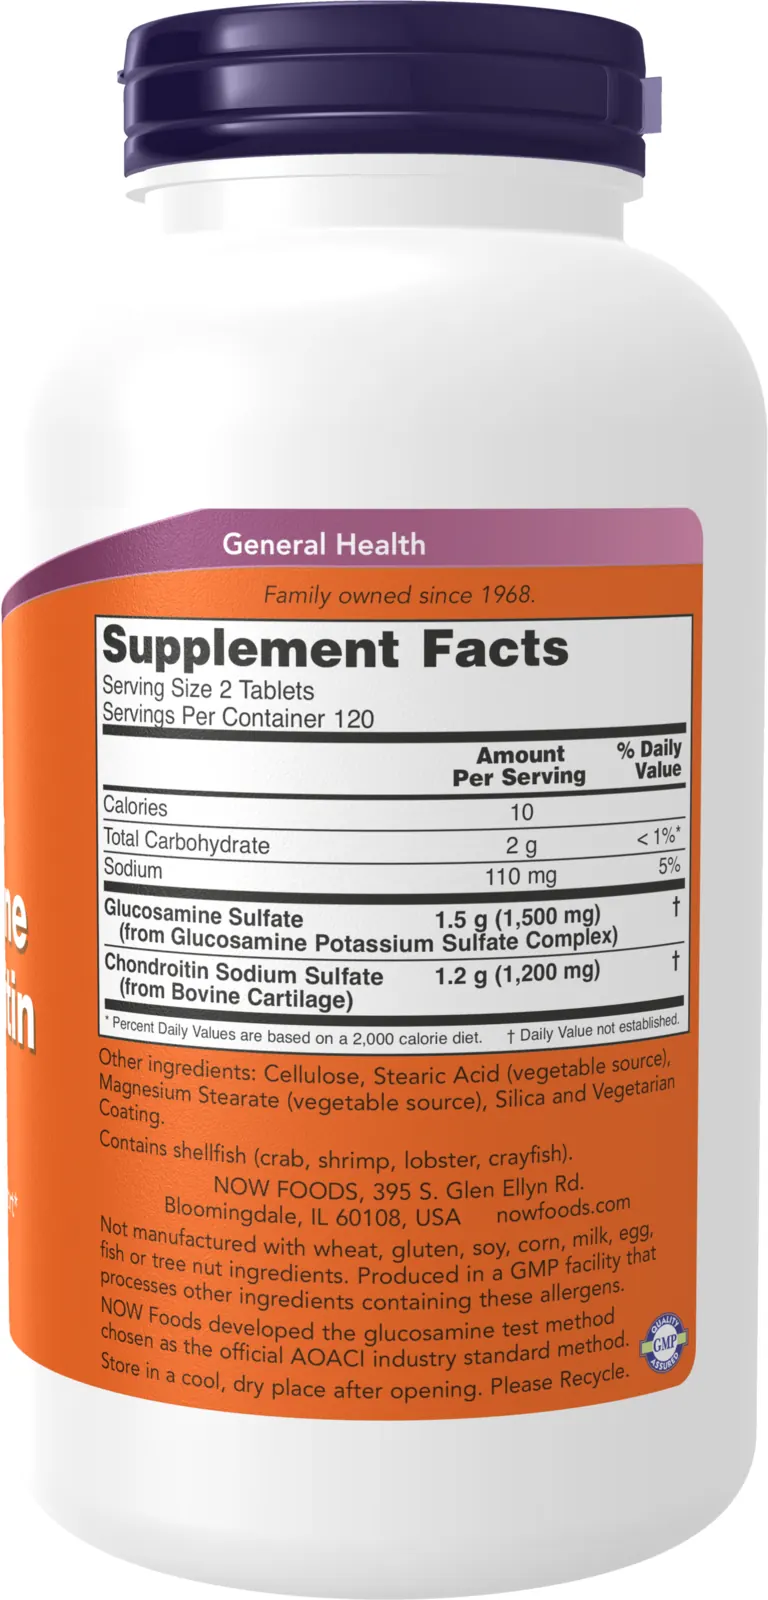 General Health
Family owned since 1968.
Supplement Facts
Serving Size 2 Tablets
Servings Per Container 120
Amount Per Serving % Daily Value
Calories 10
Total Carbohydrate 2 g < 1%*
Sodium 110 mg 5%
Glucosamine Sulfate 1.5 g (1,500 mg) †
(from Glucosamine Potassium Sulfate Complex)
Chondroitin Sodium Sulfate 1.2 g (1,200 mg) †
(from Bovine Cartilage)
* Percent Daily Values are based on a 2,000 calorie diet. † Daily Value not established.
Other ingredients: Cellulose, Stearic Acid (vegetable source),
Magnesium Stearate (vegetable source), Silica and Vegetarian
Coating.
Contains shellfish (crab, shrimp, lobster, crayfish).
NOW FOODS, 395 S. Glen Ellyn Rd.
Bloomingdale, IL 60108, USA nowfoods.com
Not manufactured with wheat, gluten, soy, corn, milk, egg,
fish or tree nut ingredients. Produced in a GMP facility that
processes other ingredients containing these allergens.
NOW Foods developed the glucosamine test method
chosen as the official AOACI industry standard method.
Store in a cool, dry place after opening. Please Recycle.
QUALITY
GMP
ASSURED
ne
tin